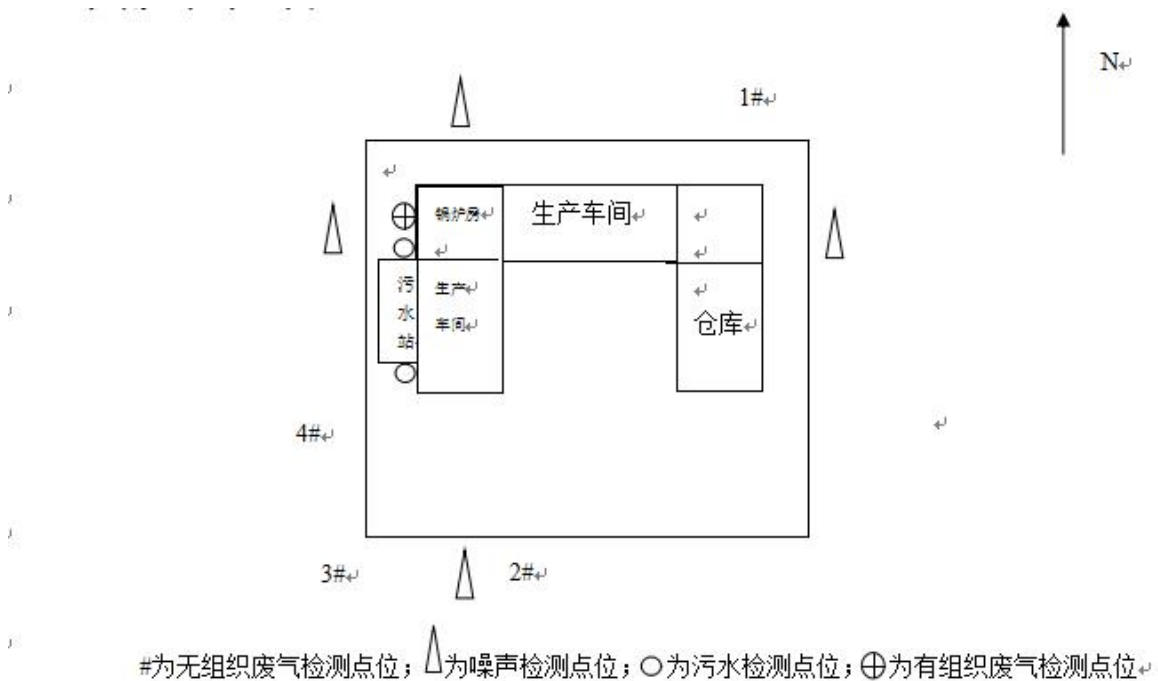 N
1#
锅炉房
生产车间
污
水
站
生产
车间
仓库
4#
3#
2#
#为无组织废气检测点位；△为噪声检测点位；○为污水检测点位；⊕为有组织废气检测点位